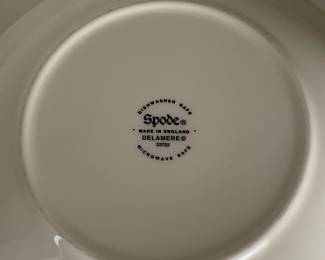 DISHWASHER SAFE
Spode®
• MADE IN ENGLAND •
DELAMERE©
MICROWAVE SAFE